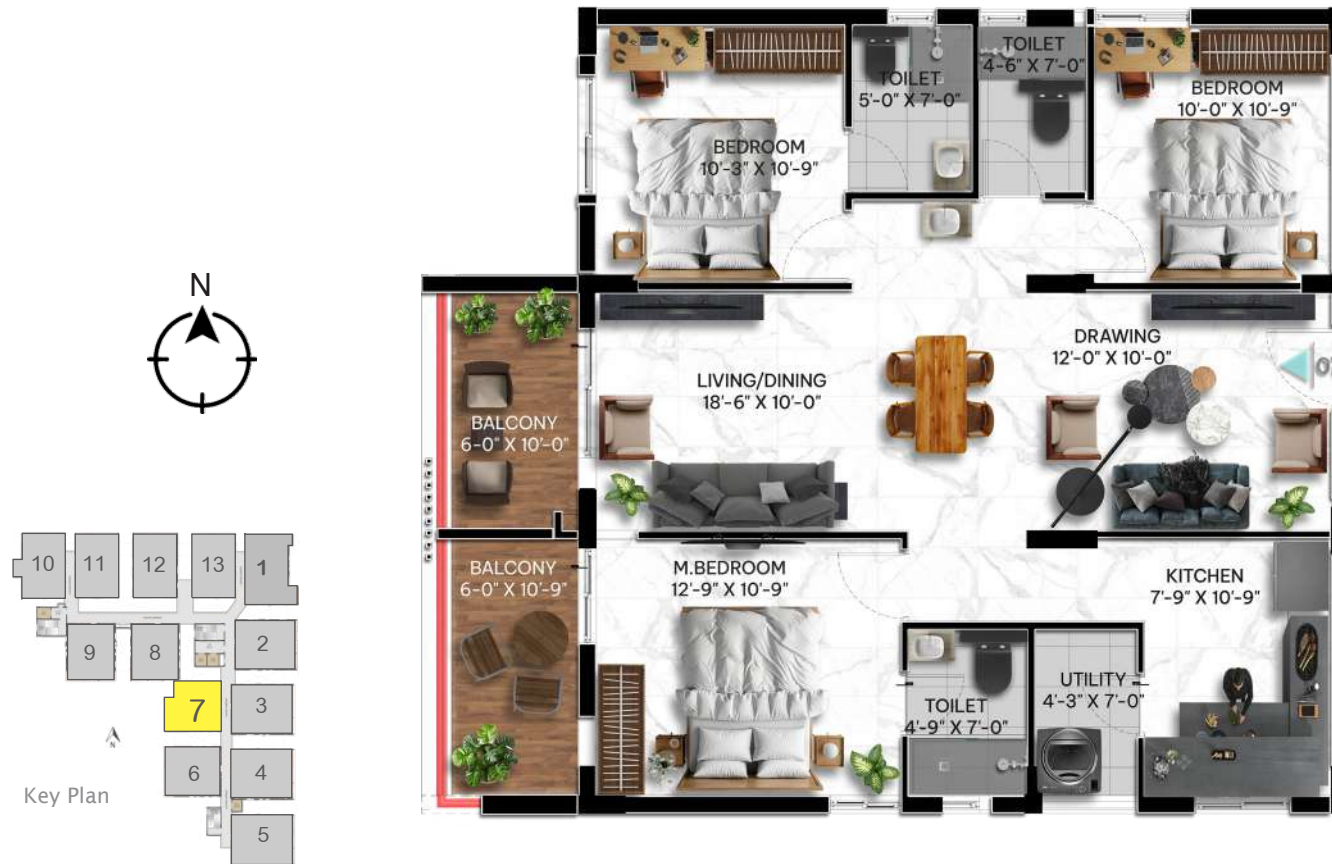 TOILET
4-6" X 7'-0"
TOILET
5'-0" X 7'-0"
BEDROOM
10'-0" X 10'-9"
BEDROOM
10'-3" X 10'-9"
N
DRAWING
12'-0" X 10'-0"
LIVING/DINING
18'-6" X 10'-0"
BALCONY
6-0" X 10'-0"
BALCONY
6-0" X 10'-9"
M.BEDROOM
12'-9" X 10'-9"
KITCHEN
7'-9" X 10'-9"
UTILITY
4'-3" X 7'-0"
TOILET
4'-9" X 7'-0"
10
11
12
13
1
2
9
8
7
3
N
6
4
5
Key Plan